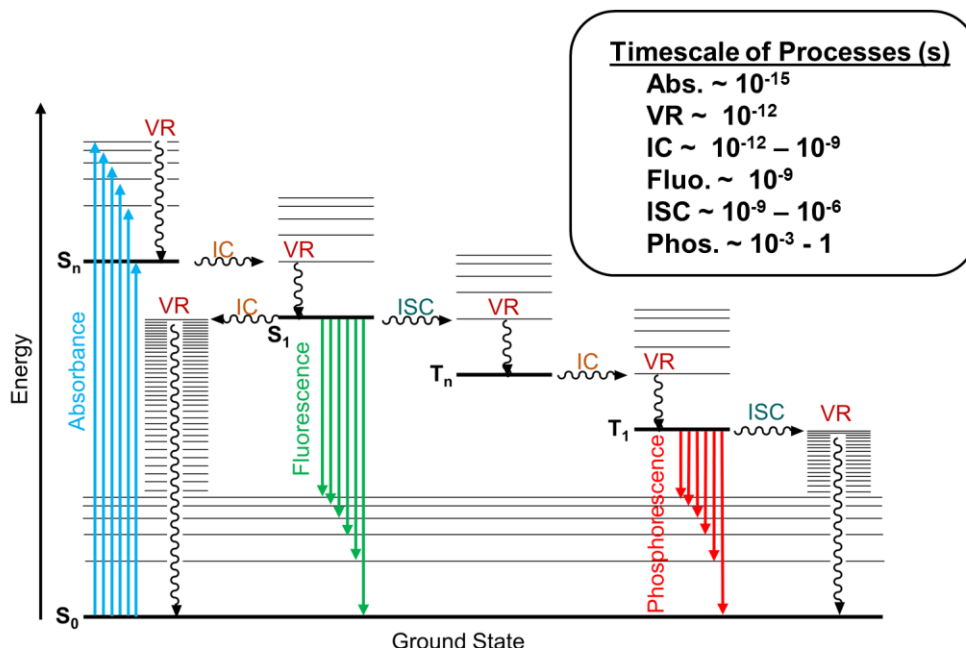 Timescale of Processes (s)
Abs. ~ 10⁻¹⁵
VR ~ 10⁻¹²
IC ~ 10⁻¹² – 10⁻⁹
Fluo. ~ 10⁻⁹
ISC ~ 10⁻⁹ – 10⁻⁶
Phos. ~ 10⁻³ - 1
Energy
VR
Sₙ
IC
VR
VR
IC
S₁
ISC
VR
Tₙ
IC
VR
T₁
ISC
VR
Absorbance
Fluorescence
Phosphorescence
S₀
Ground State